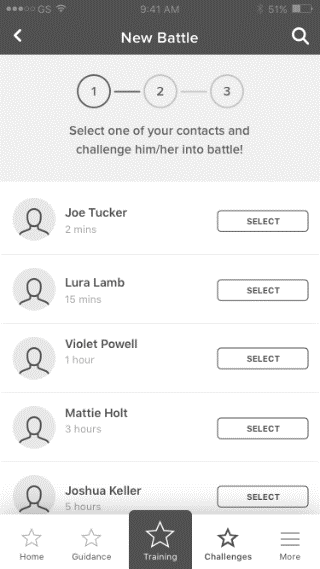 GS 9:41 AM 51%
New Battle
1 2 3
Select one of your contacts and
challenge him/her into battle!
Joe Tucker
2 mins
SELECT
Lura Lamb
15 mins
SELECT
Violet Powell
1 hour
SELECT
Mattie Holt
3 hours
SELECT
Joshua Keller
5 hours
SELECT
Home Guidance Training Challenges More